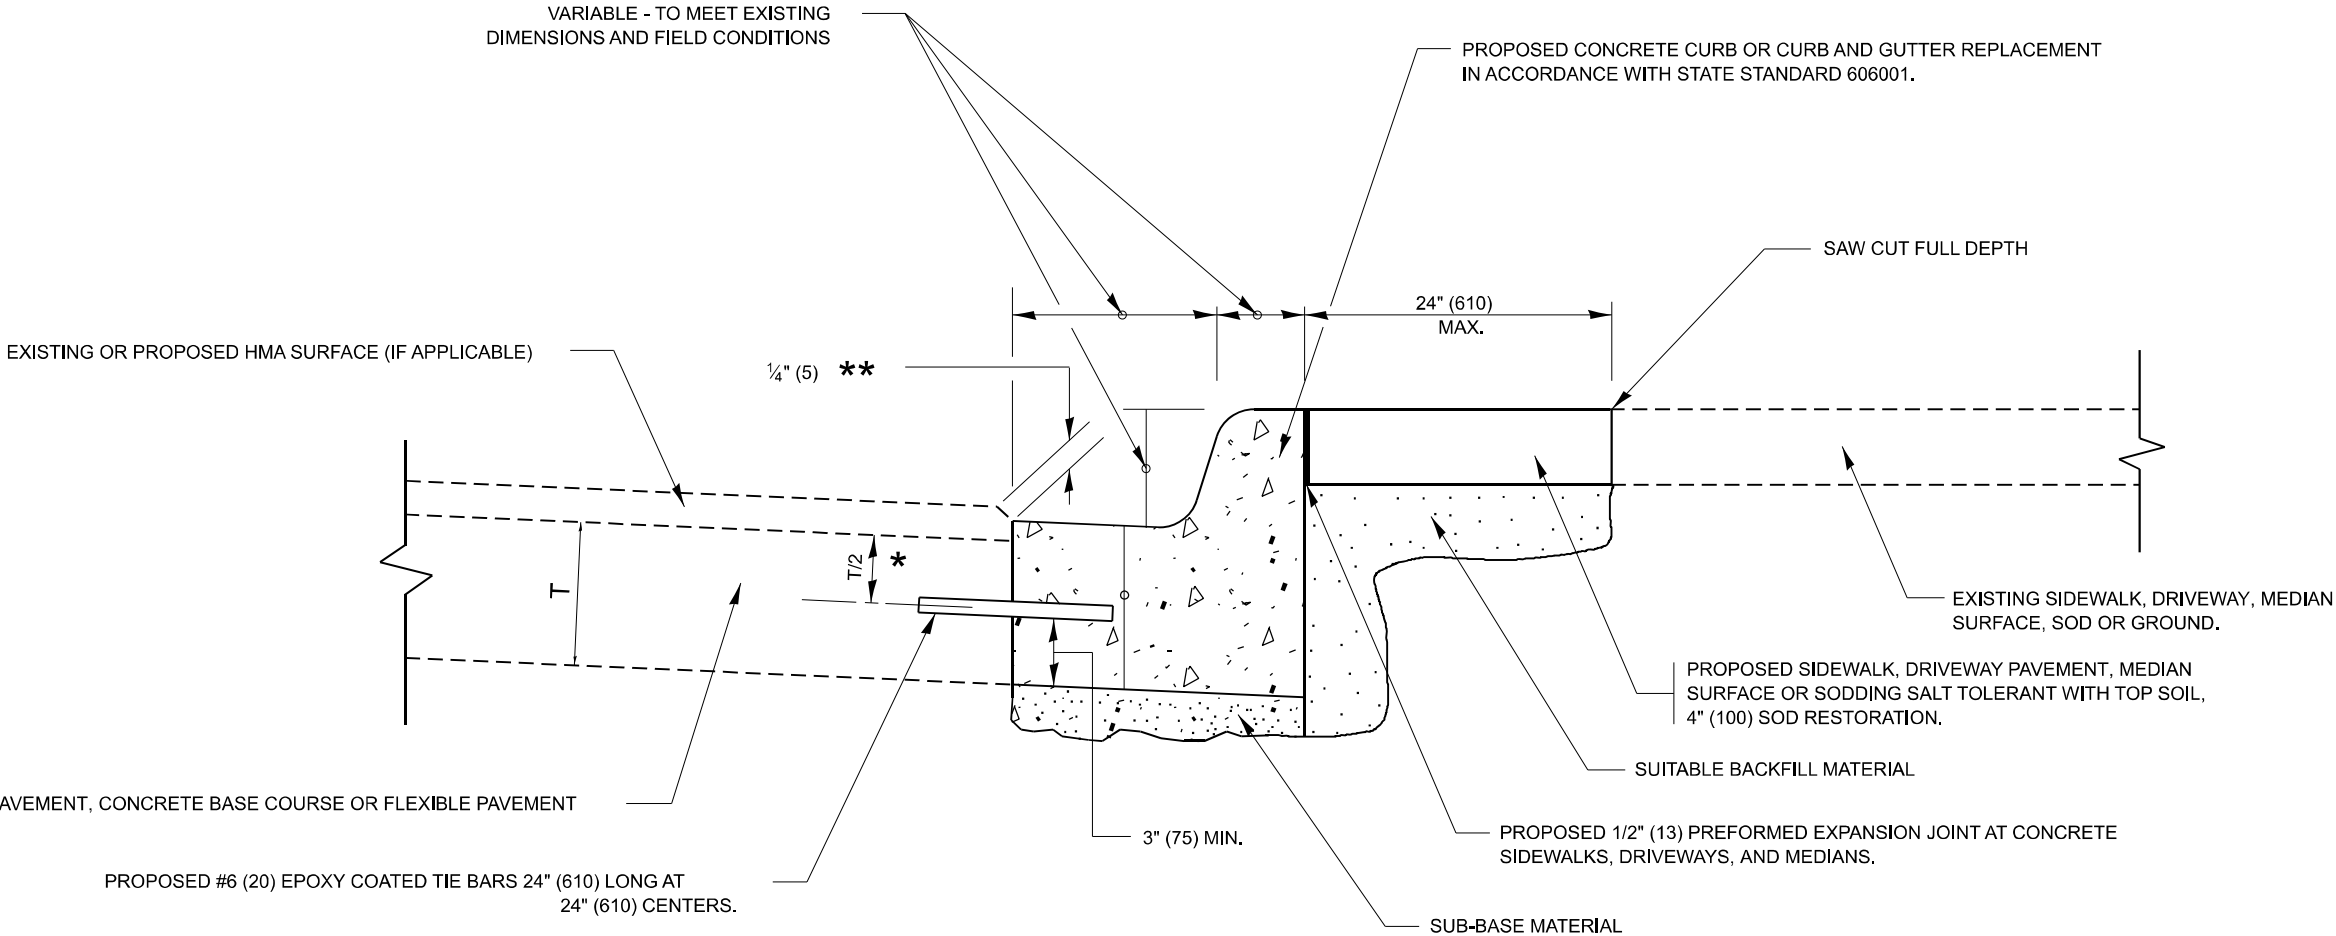 VARIABLE - TO MEET EXISTING
DIMENSIONS AND FIELD CONDITIONS
PROPOSED CONCRETE CURB OR CURB AND GUTTER REPLACEMENT
IN ACCORDANCE WITH STATE STANDARD 606001.
SAW CUT FULL DEPTH
24" (610)
MAX.
EXISTING OR PROPOSED HMA SURFACE (IF APPLICABLE)
¼" (5) **
T/2 *
T
EXISTING SIDEWALK, DRIVEWAY, MEDIAN
SURFACE, SOD OR GROUND.
PROPOSED SIDEWALK, DRIVEWAY PAVEMENT, MEDIAN
SURFACE OR SODDING SALT TOLERANT WITH TOP SOIL,
4" (100) SOD RESTORATION.
SUITABLE BACKFILL MATERIAL
AVEMENT, CONCRETE BASE COURSE OR FLEXIBLE PAVEMENT
3" (75) MIN.
PROPOSED 1/2" (13) PREFORMED EXPANSION JOINT AT CONCRETE
SIDEWALKS, DRIVEWAYS, AND MEDIANS.
PROPOSED #6 (20) EPOXY COATED TIE BARS 24" (610) LONG AT
24" (610) CENTERS.
SUB-BASE MATERIAL